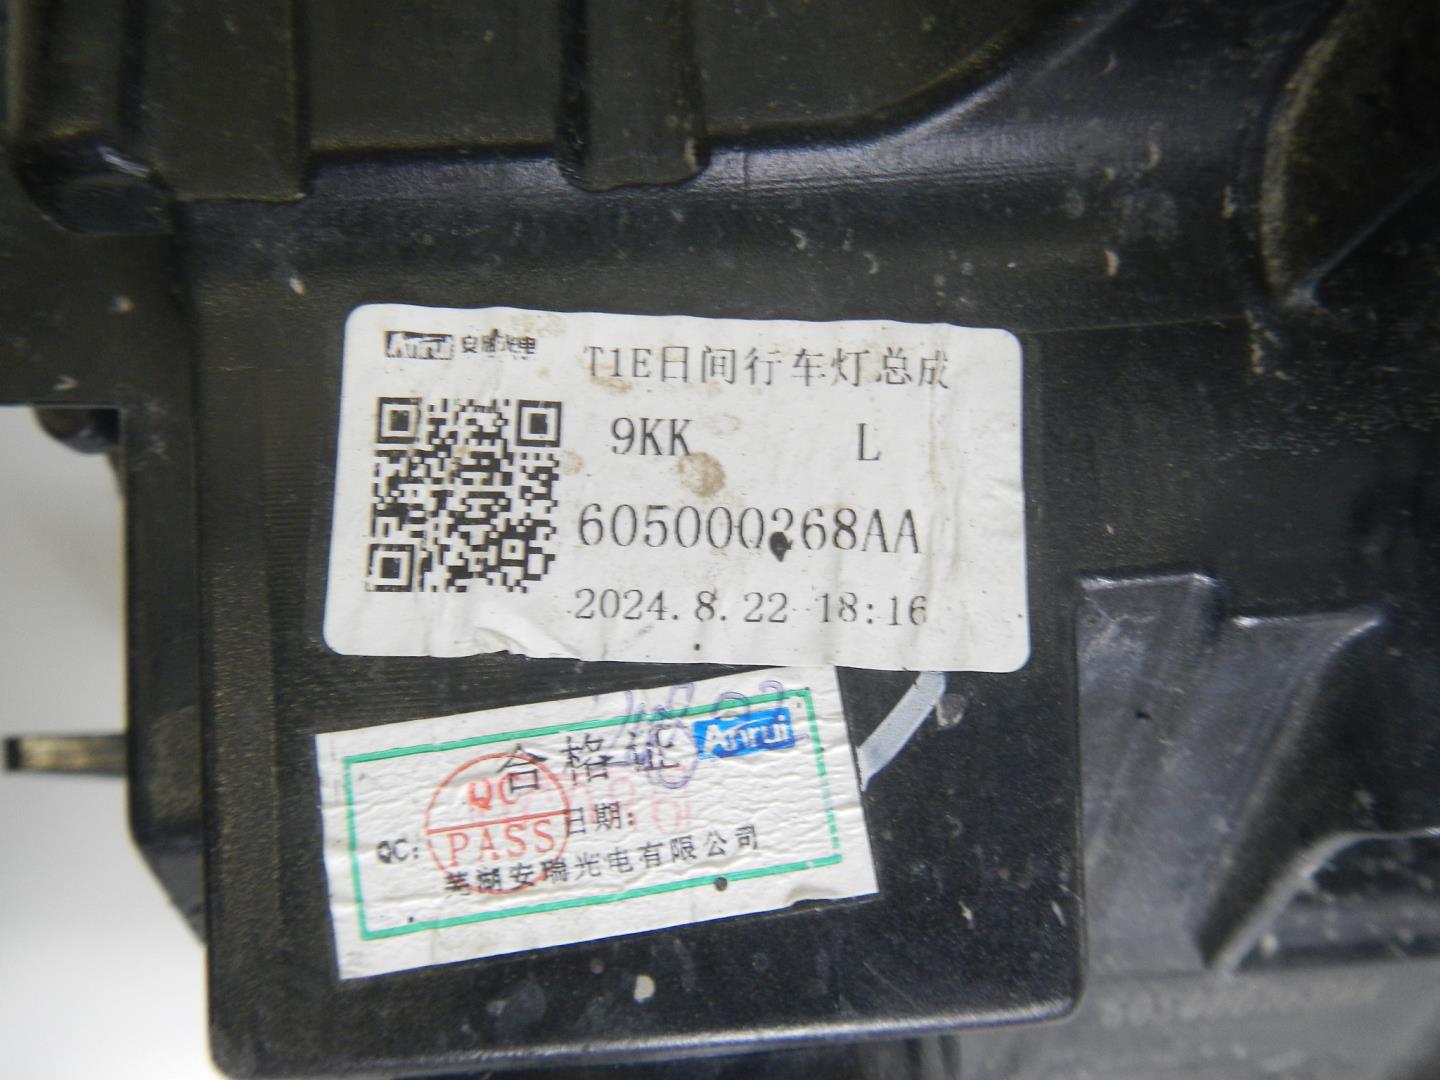 Anrui 安瑞光电
T1E日间行车灯总成
9KK L
605000268AA
2024.8.22 18:16
合格证 Anrui
QC
PASS
QC: 日期:
芜湖安瑞光电有限公司